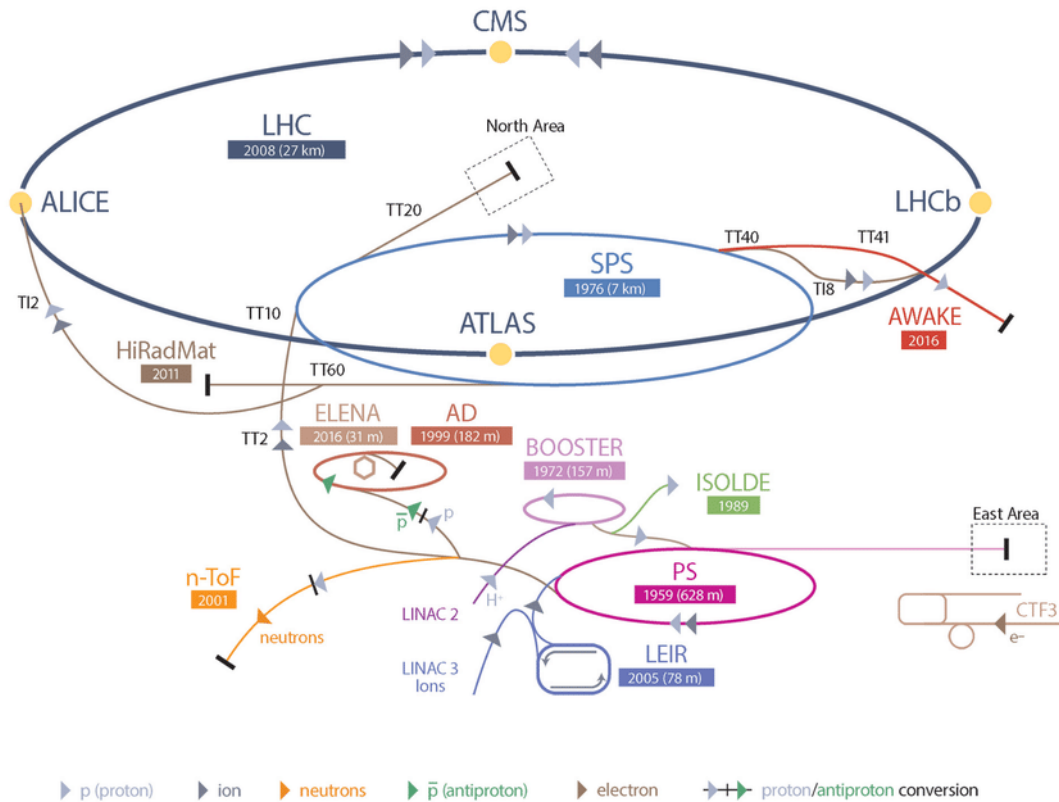 CMS
LHC
2008 (27 km)
North Area
ALICE
TT20
LHCb
TT40
TT41
SPS
1976 (7 km)
TI8
TI2
TT10
ATLAS
AWAKE
2016
HiRadMat
2011
TT60
ELENA
2016 (31 m)
AD
1999 (182 m)
TT2
BOOSTER
1972 (157 m)
ISOLDE
1989
p
p̅
East Area
n-ToF
2001
PS
1959 (628 m)
LINAC 2
H⁺
neutrons
CTF3
e⁻
LINAC 3
Ions
LEIR
2005 (78 m)
p (proton)
ion
neutrons
p̅ (antiproton)
electron
proton/antiproton conversion